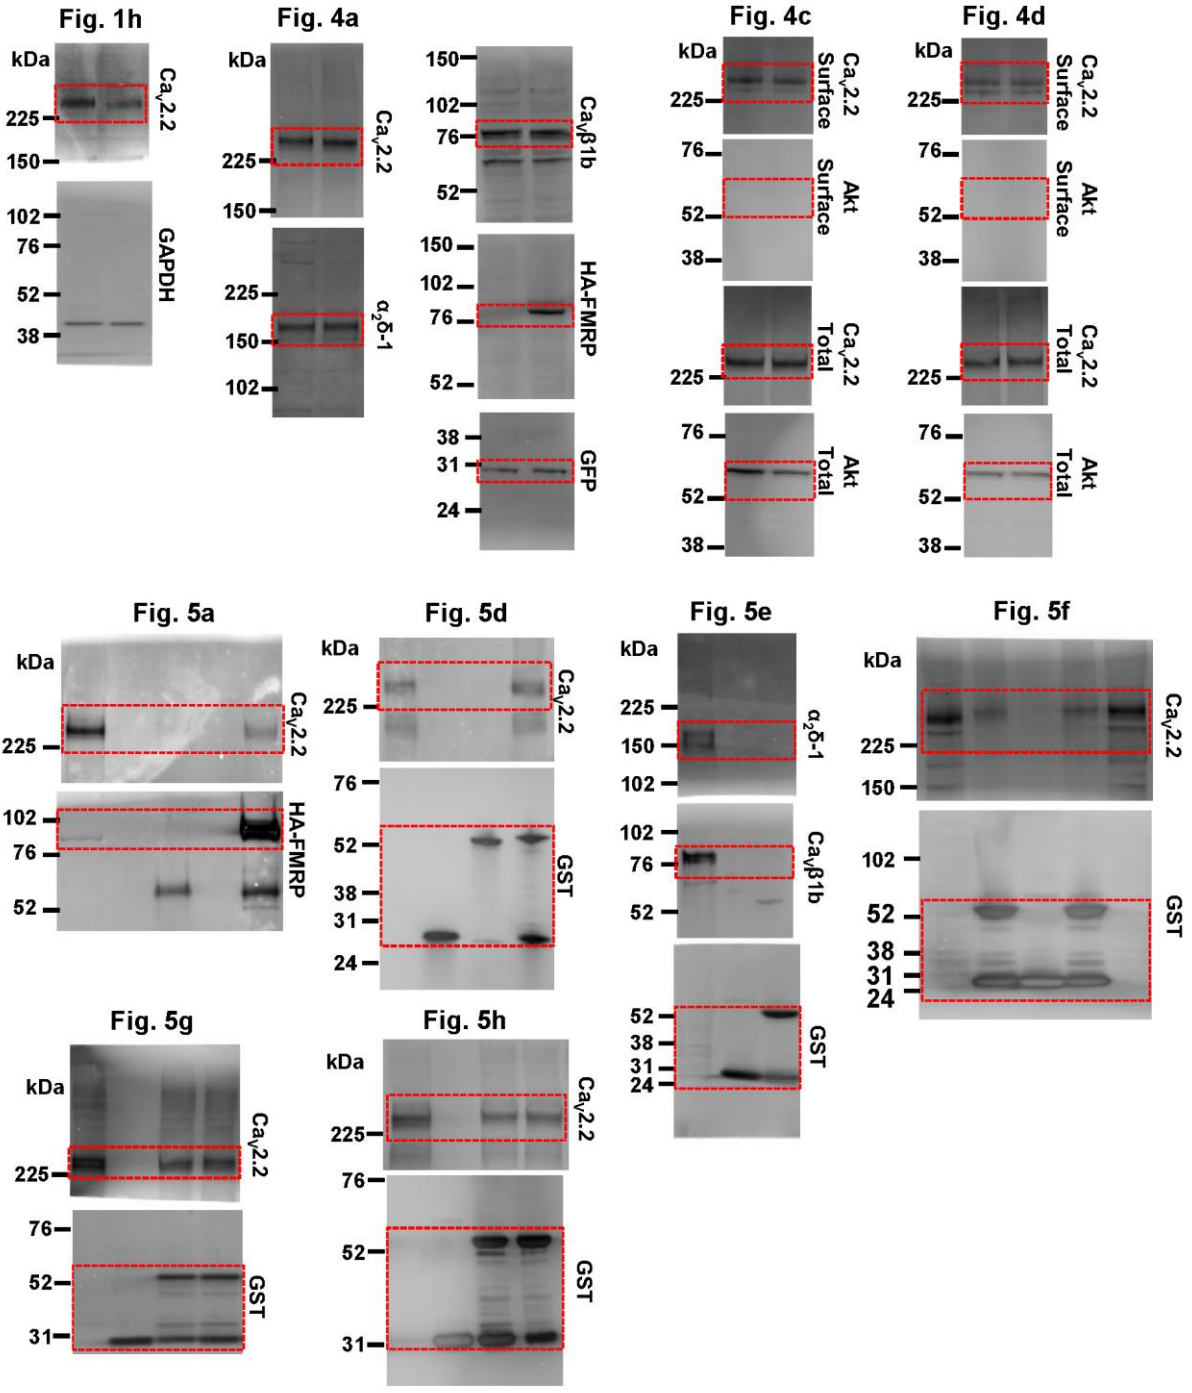 Fig. 1h
kDa
225
150
Caᵥ2.2
102
76
52
38
GAPDH
Fig. 4a
kDa
225
150
Caᵥ2.2
225
150
102
α₂δ-1
150
102
76
52
Caᵥβ1b
150
102
76
52
HA-FMRP
38
31
24
GFP
Fig. 4c
kDa
225
Caᵥ2.2
Surface
76
52
38
Akt
Surface
225
Caᵥ2.2
Total
76
52
38
Akt
Total
Fig. 4d
kDa
225
Caᵥ2.2
Surface
76
52
38
Akt
Surface
225
Caᵥ2.2
Total
76
52
38
Akt
Total
Fig. 5a
kDa
225
Caᵥ2.2
102
76
52
HA-FMRP
Fig. 5d
kDa
225
Caᵥ2.2
76
52
38
31
24
GST
Fig. 5e
kDa
225
150
102
α₂δ-1
102
76
52
Caᵥβ1b
52
38
31
24
GST
Fig. 5f
kDa
225
150
Caᵥ2.2
102
52
38
31
24
GST
Fig. 5g
kDa
225
Caᵥ2.2
76
52
31
GST
Fig. 5h
kDa
225
Caᵥ2.2
76
52
31
GST